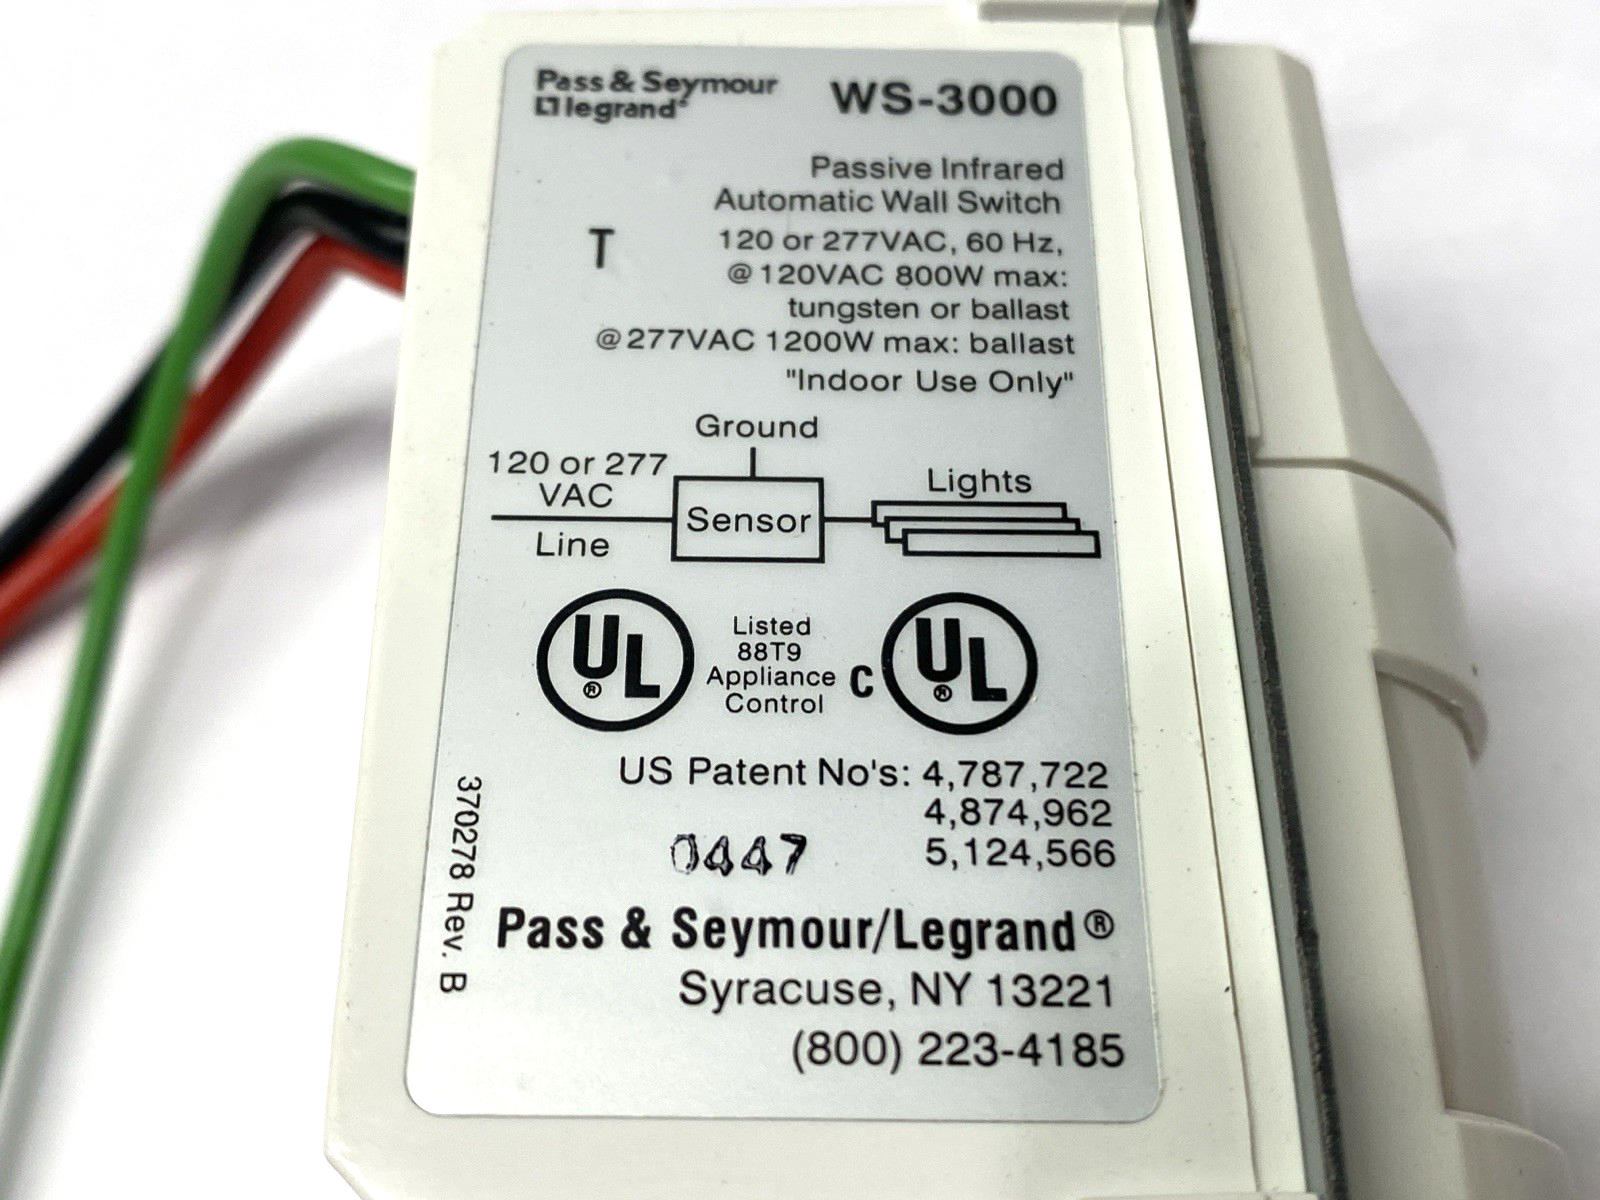 Pass & Seymour
legrand®
WS-3000
Passive Infrared
Automatic Wall Switch
T
120 or 277VAC, 60 Hz,
@120VAC 800W max:
tungsten or ballast
@277VAC 1200W max: ballast
"Indoor Use Only"
Ground
120 or 277
VAC
Line
Sensor
Lights
UL®
Listed
88T9
Appliance
Control
C UL®
US Patent No's: 4,787,722
4,874,962
5,124,566
0447
370278 Rev. B
Pass & Seymour/Legrand®
Syracuse, NY 13221
(800) 223-4185